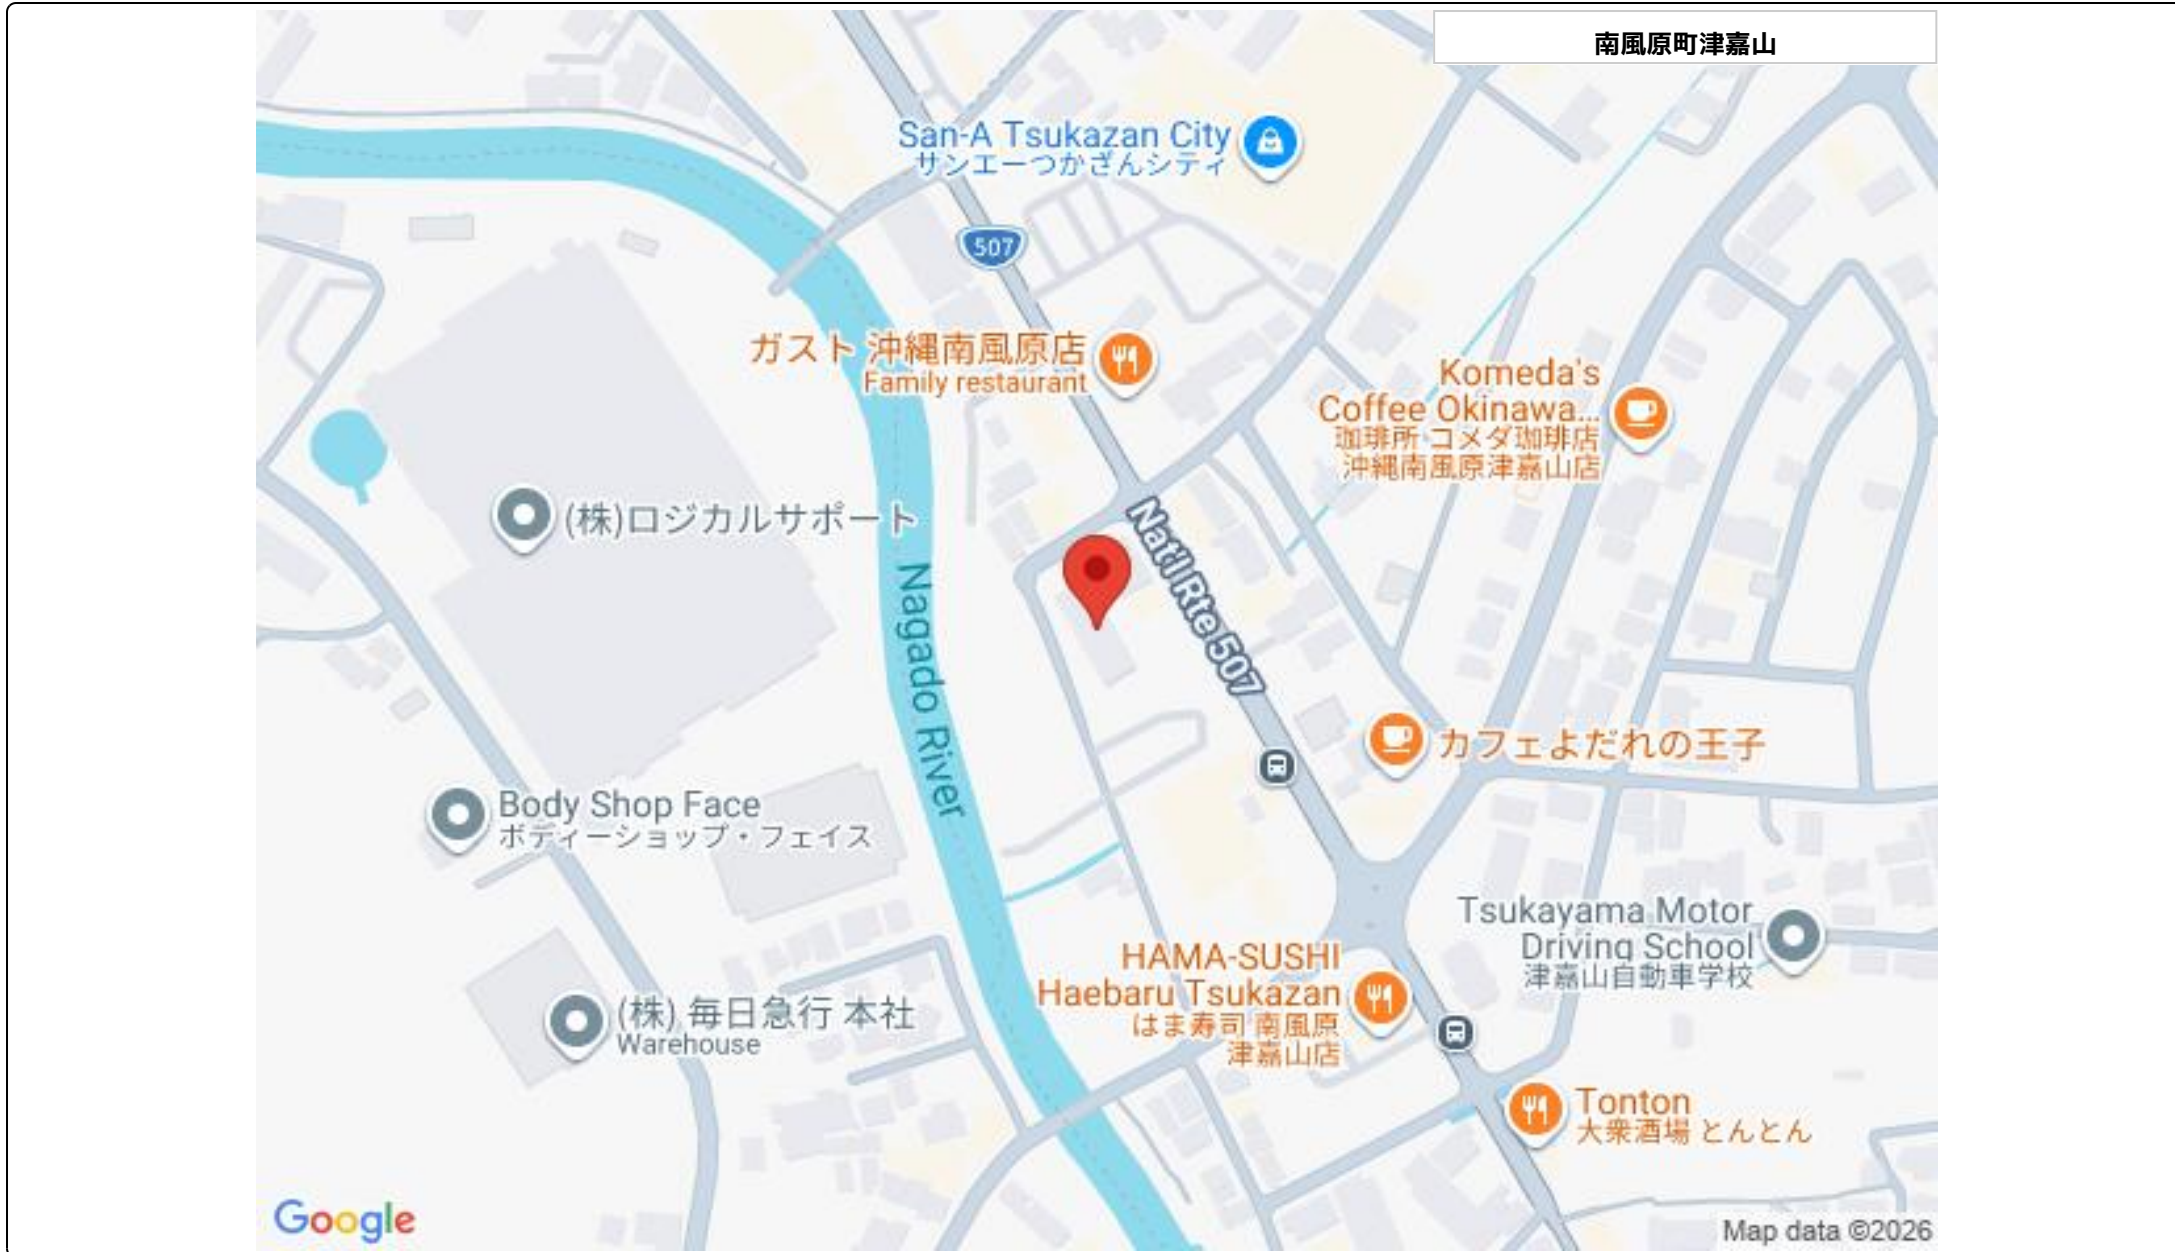 南風原町津嘉山
San-A Tsukazan City
サンエーつかざんシティ
507
ガスト 沖縄南風原店
Family restaurant
Komeda's
Coffee Okinawa...
珈琲所 コメダ珈琲店
沖縄南風原津嘉山店
(株)ロジカルサポート
Nat'l Rte 507
Nagado River
カフェよだれの王子
Body Shop Face
ボディーショップ・フェイス
Tsukayama Motor
Driving School
津嘉山自動車学校
HAMA-SUSHI
Haebaru Tsukazan
はま寿司 南風原
津嘉山店
(株) 毎日急行 本社
Warehouse
Tonton
大衆酒場 とんとん
Google
Map data ©2026